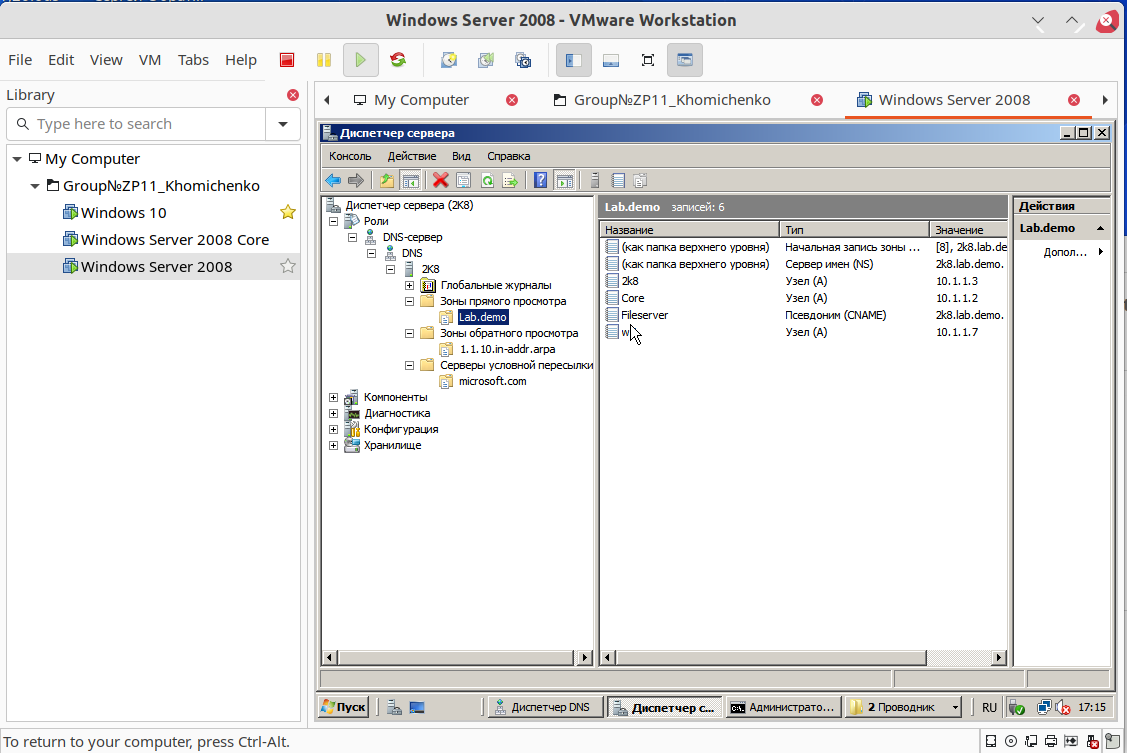 Windows Server 2008 - VMware Workstation
File Edit View VM Tabs Help
Library
Type here to search
My Computer
Group№ZP11_Khomichenko
Windows 10
Windows Server 2008 Core
Windows Server 2008
My Computer
Group№ZP11_Khomichenko
Windows Server 2008
Диспетчер сервера
Консоль Действие Вид Справка
Диспетчер сервера (2K8)
Роли
DNS-сервер
DNS
2K8
Глобальные журналы
Зоны прямого просмотра
Lab.demo
Зоны обратного просмотра
1.1.10.in-addr.arpa
Серверы условной пересылки
microsoft.com
Компоненты
Диагностика
Конфигурация
Хранилище
Lab.demo записей: 6
Название Тип Значение
(как папка верхнего уровня) Начальная запись зоны ... [8], 2k8.lab.de
(как папка верхнего уровня) Сервер имен (NS) 2k8.lab.demo.
2k8 Узел (A) 10.1.1.3
Core Узел (A) 10.1.1.2
Fileserver Псевдоним (CNAME) 2k8.lab.demo.
Узел (A) 10.1.1.7
Действия
Lab.demo
Допол...
Пуск
Диспетчер DNS
Диспетчер с...
Администрато...
2 Проводник
RU
17:15
To return to your computer, press Ctrl-Alt.